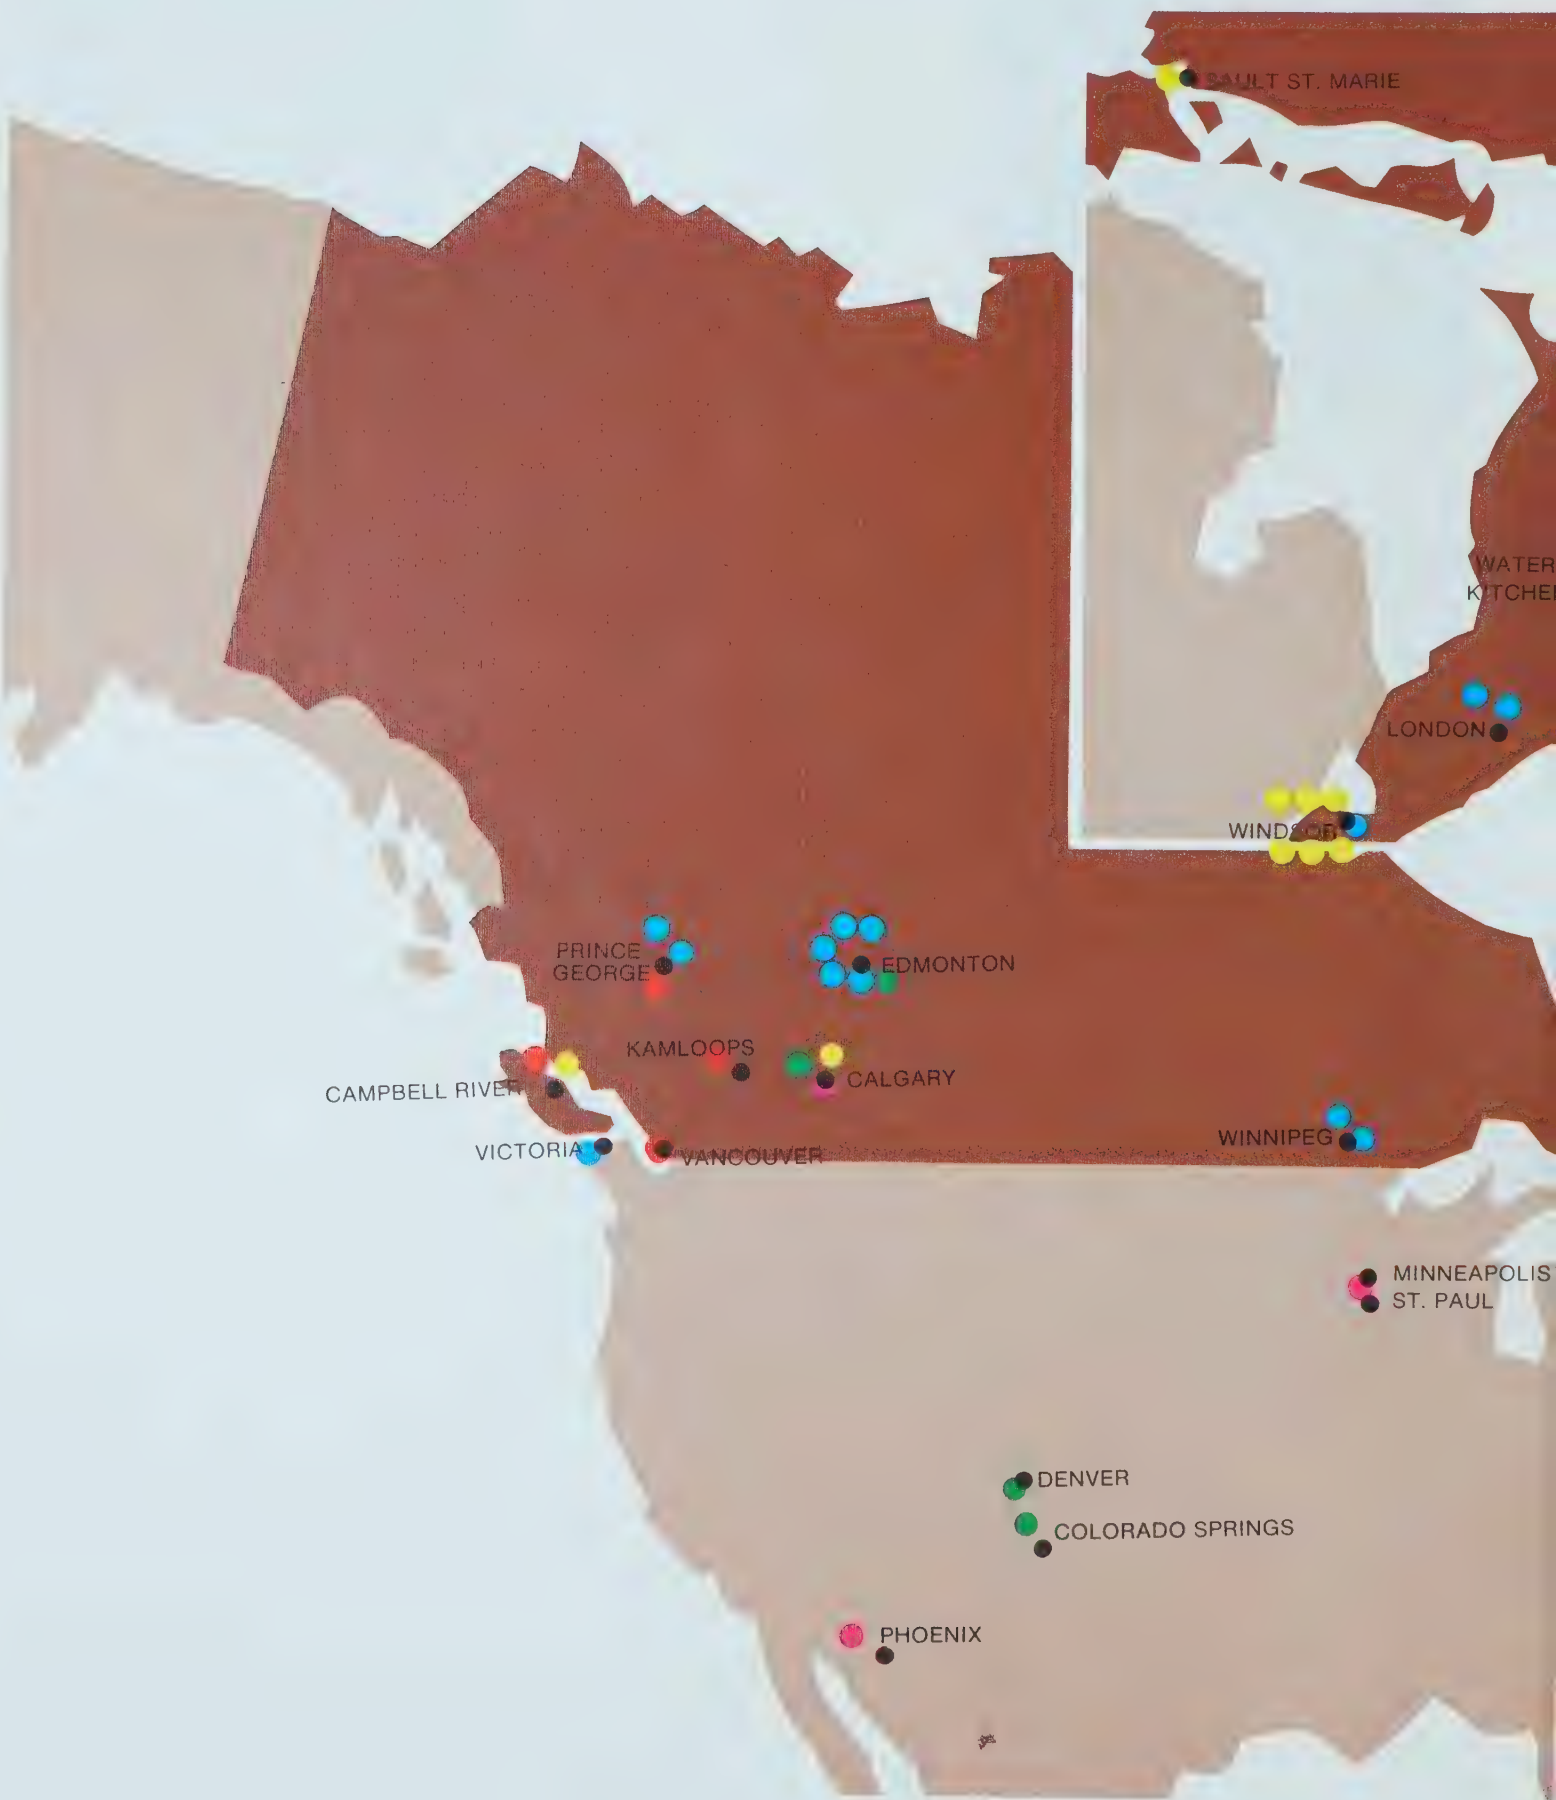 SAULT ST. MARIE
WATER
KITCHE
LONDON
WINDSOR
PRINCE
GEORGE
EDMONTON
KAMLOOPS
CALGARY
CAMPBELL RIVER
VICTORIA
VANCOUVER
WINNIPEG
MINNEAPOLIS
ST. PAUL
DENVER
COLORADO SPRINGS
PHOENIX